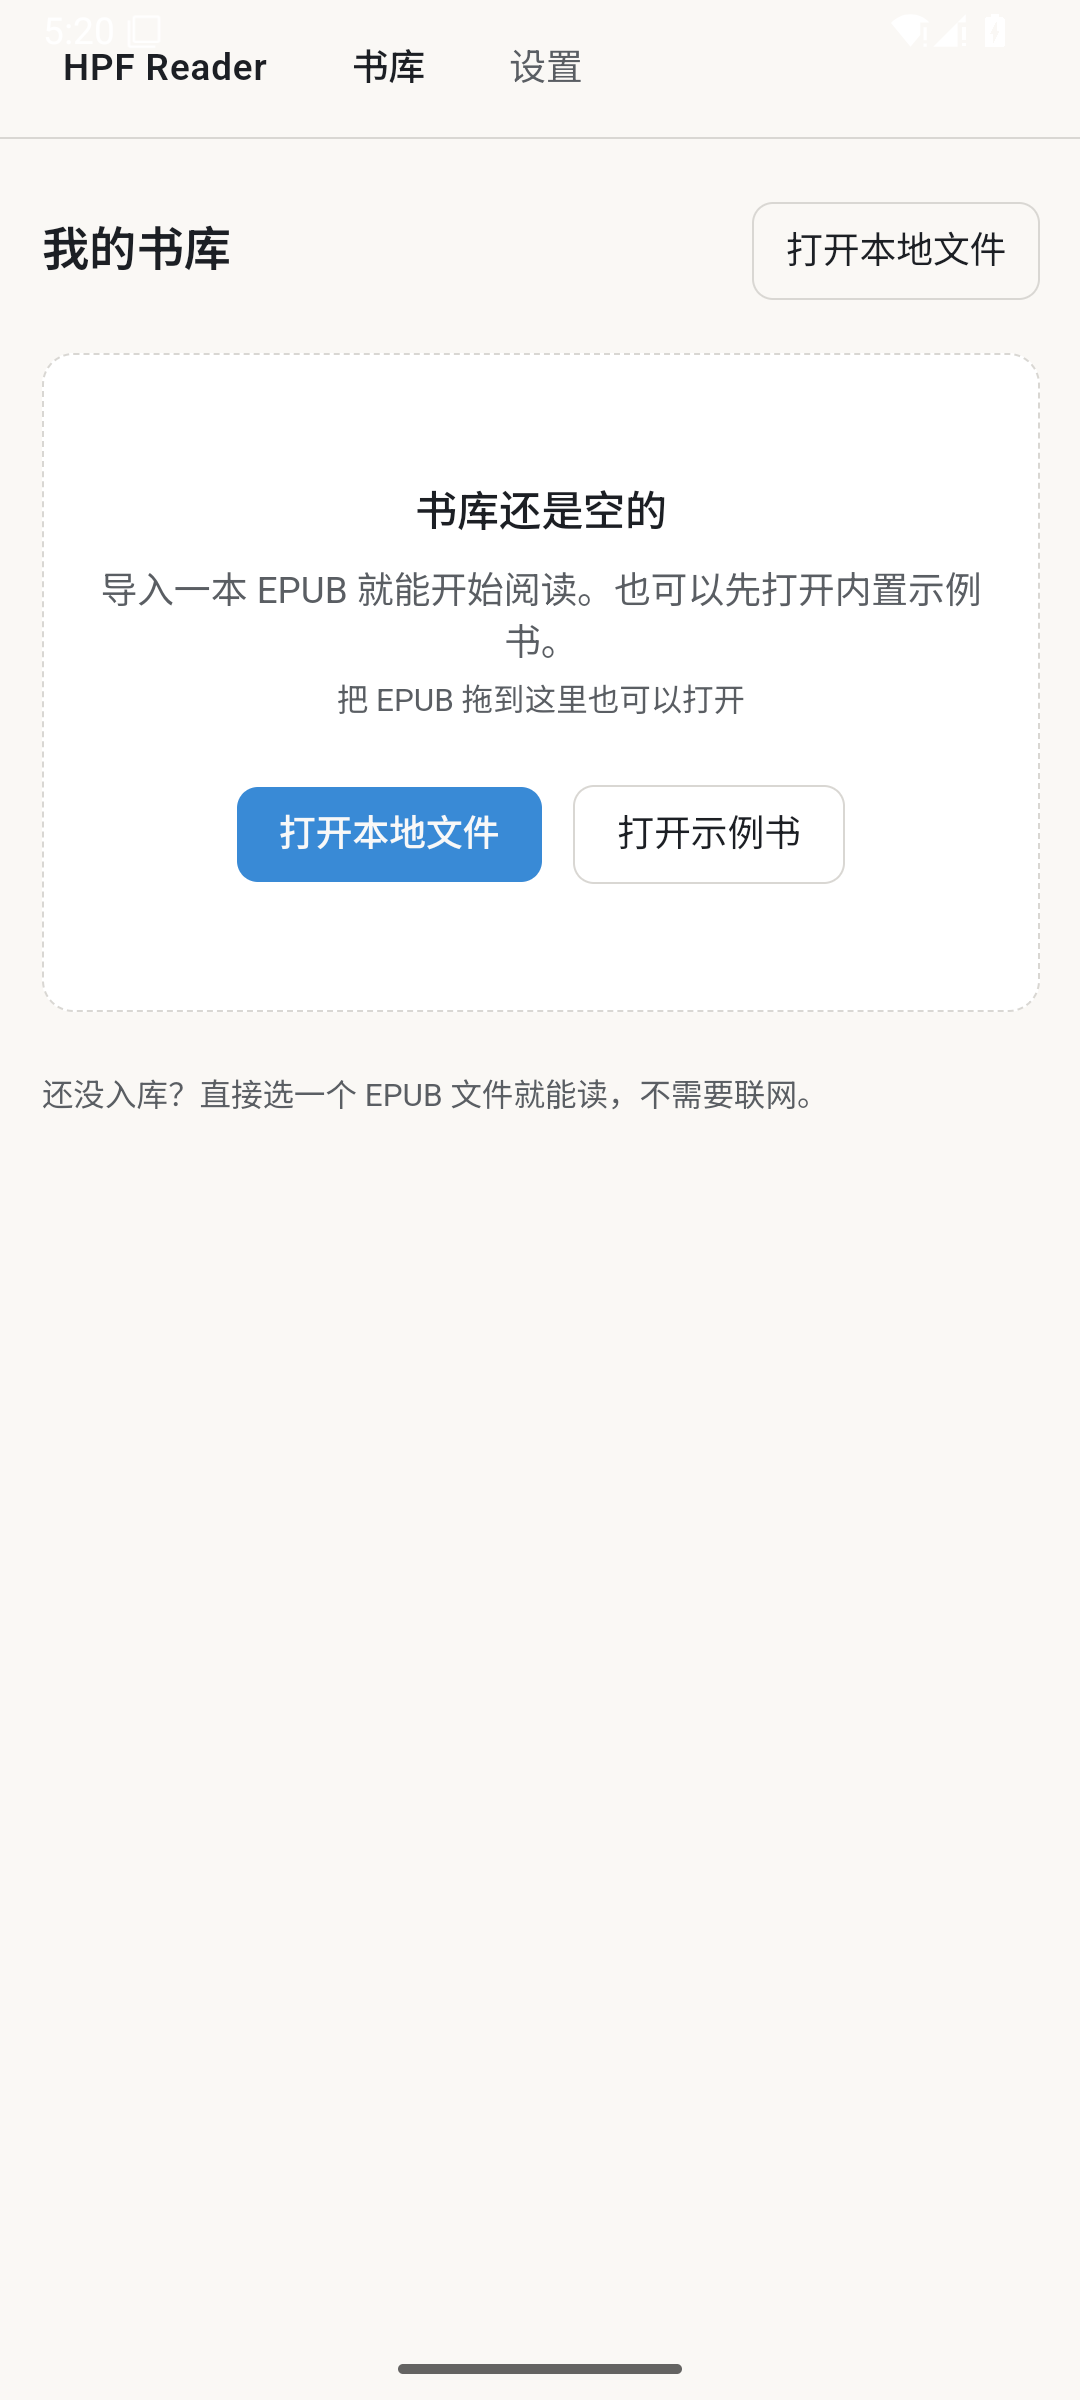 5:20
HPF Reader 书库 设置
我的书库 打开本地文件
书库还是空的
导入一本 EPUB 就能开始阅读。也可以先打开内置示例
书。
把 EPUB 拖到这里也可以打开
打开本地文件 打开示例书
还没入库？直接选一个 EPUB 文件就能读，不需要联网。